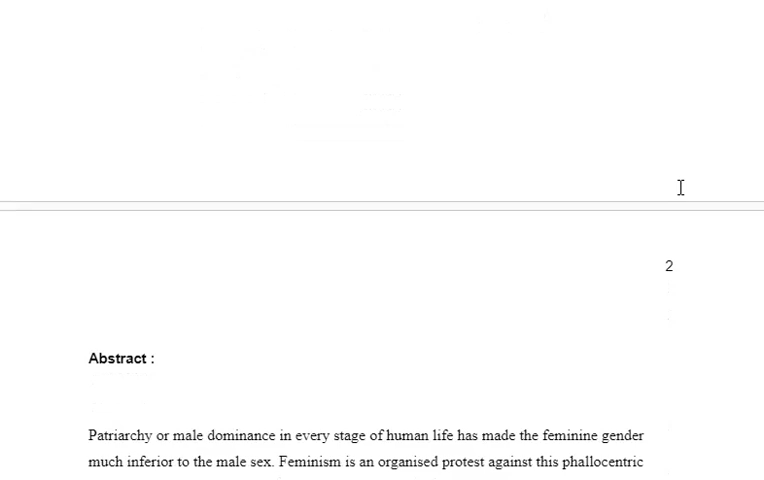 2
Abstract :
Patriarchy or male dominance in every stage of human life has made the feminine gender
much inferior to the male sex. Feminism is an organised protest against this phallocentric